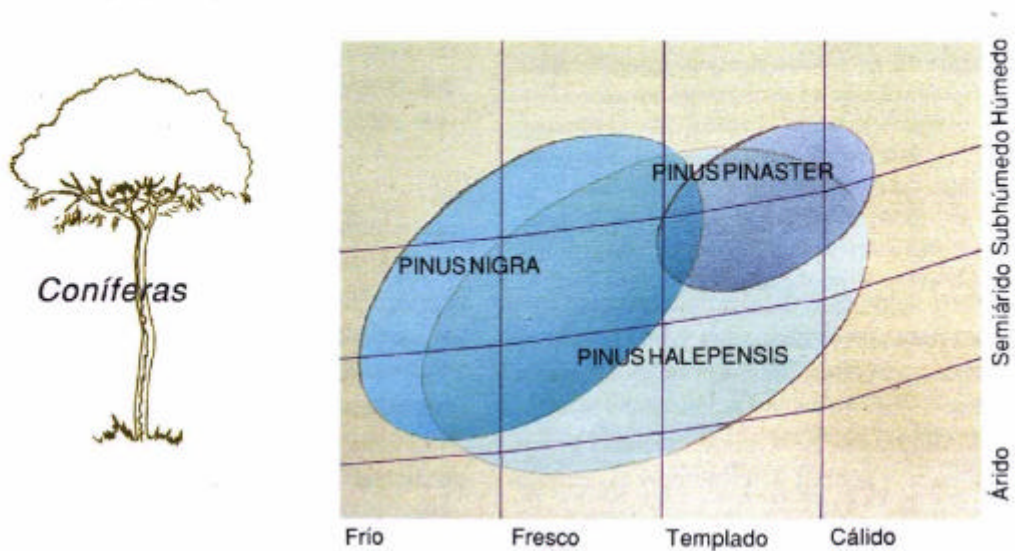 Coníferas
PINUS PINASTER
PINUS NIGRA
PINUS HALEPENSIS
Húmedo
Subhúmedo
Semiárido
Árido
Frío Fresco Templado Cálido